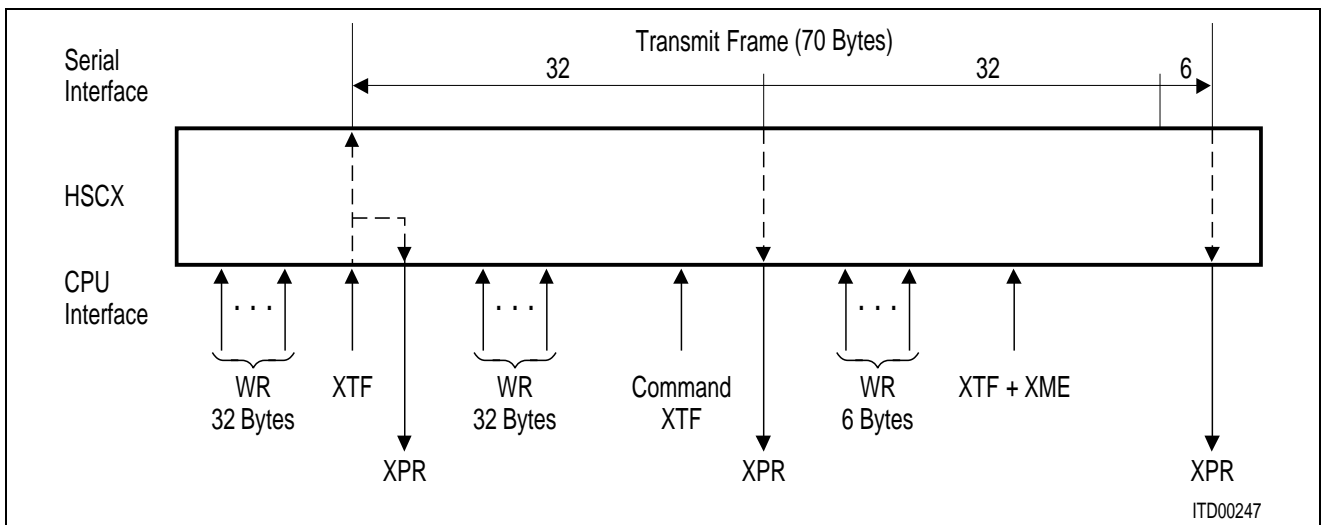 Transmit Frame (70 Bytes)
Serial
Interface
32
32
6
HSCX
CPU
Interface
. . .
. . .
. . .
WR
32 Bytes
XTF
WR
32 Bytes
Command
XTF
WR
6 Bytes
XTF + XME
XPR
XPR
XPR
ITD00247